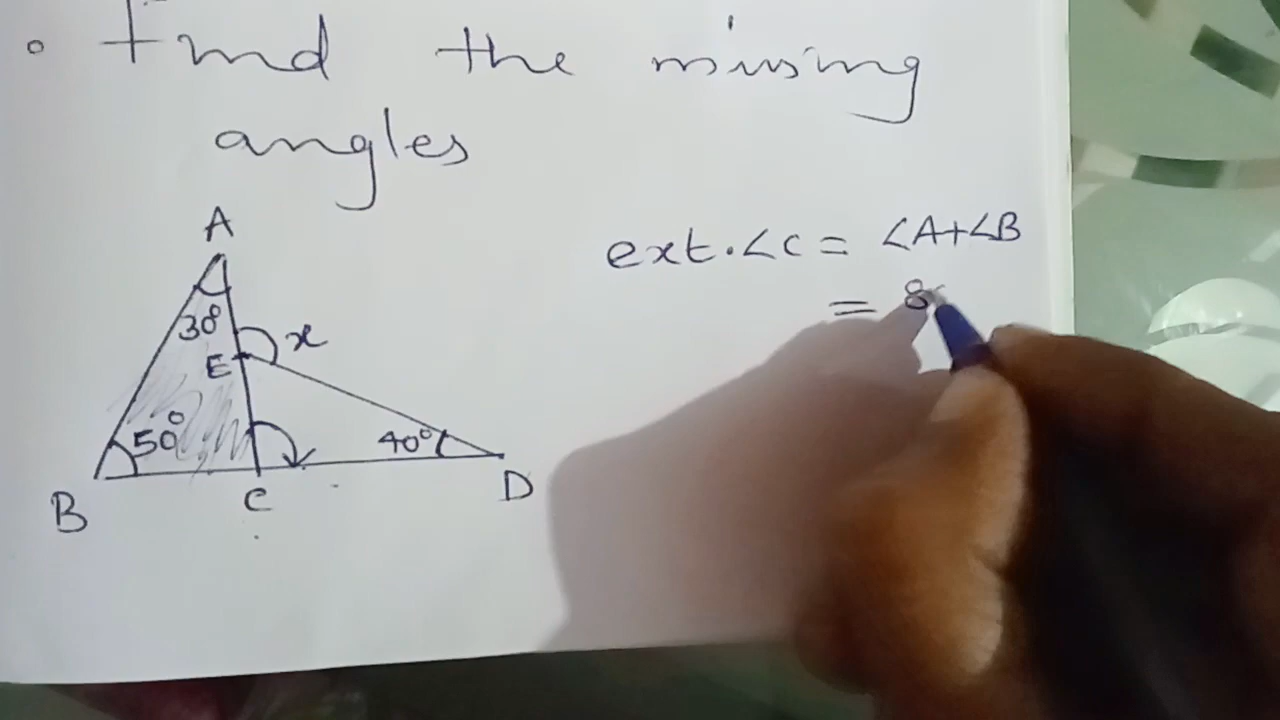 • Find the missing
angles
A
30°
x
E
50°
40°
B
C
D
ext.∠C = ∠A+∠B
= 8